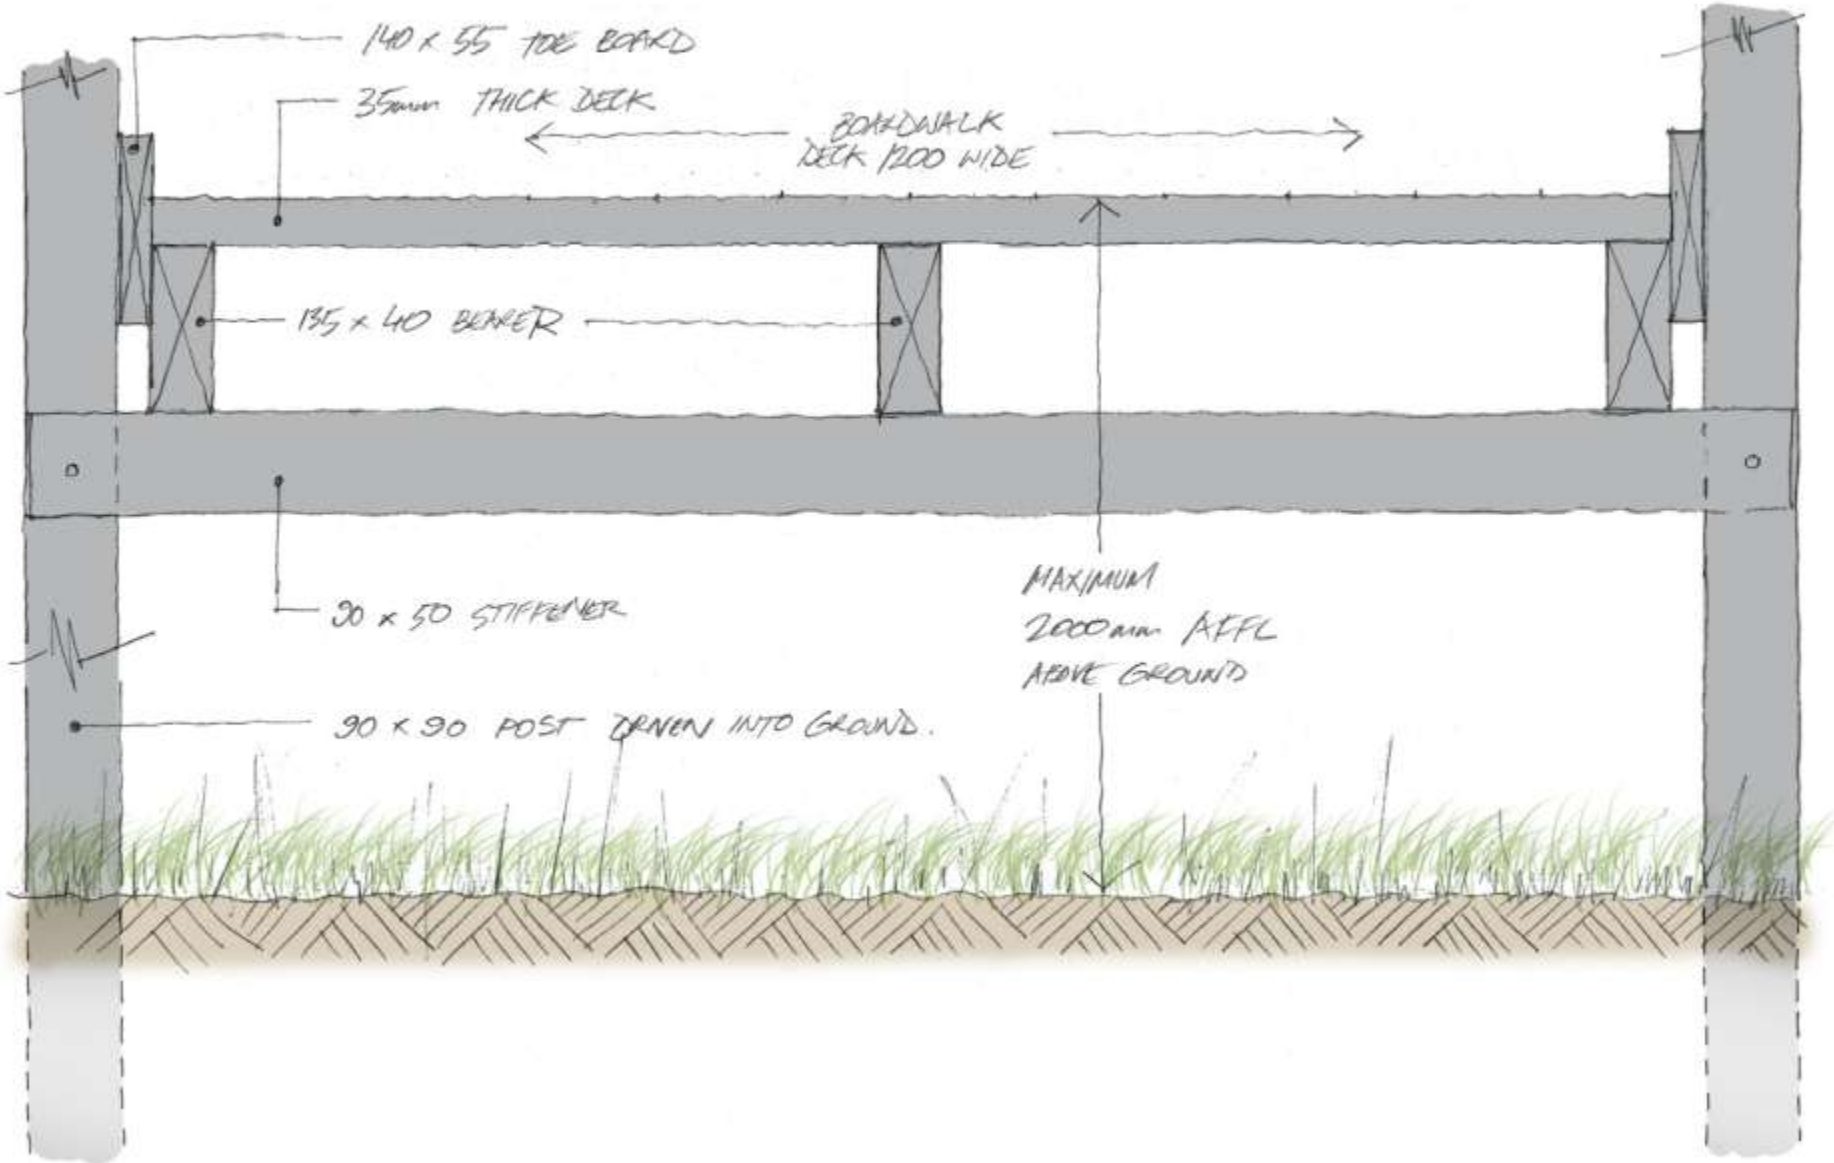 140 x 55 TOE BOARD
35mm THICK DECK
BOARDWALK
DECK 1200 WIDE
135 x 40 BEARER
90 x 50 STIFFENER
MAXIMUM
2000mm AFFL
ABOVE GROUND
90 x 90 POST DRIVEN INTO GROUND.